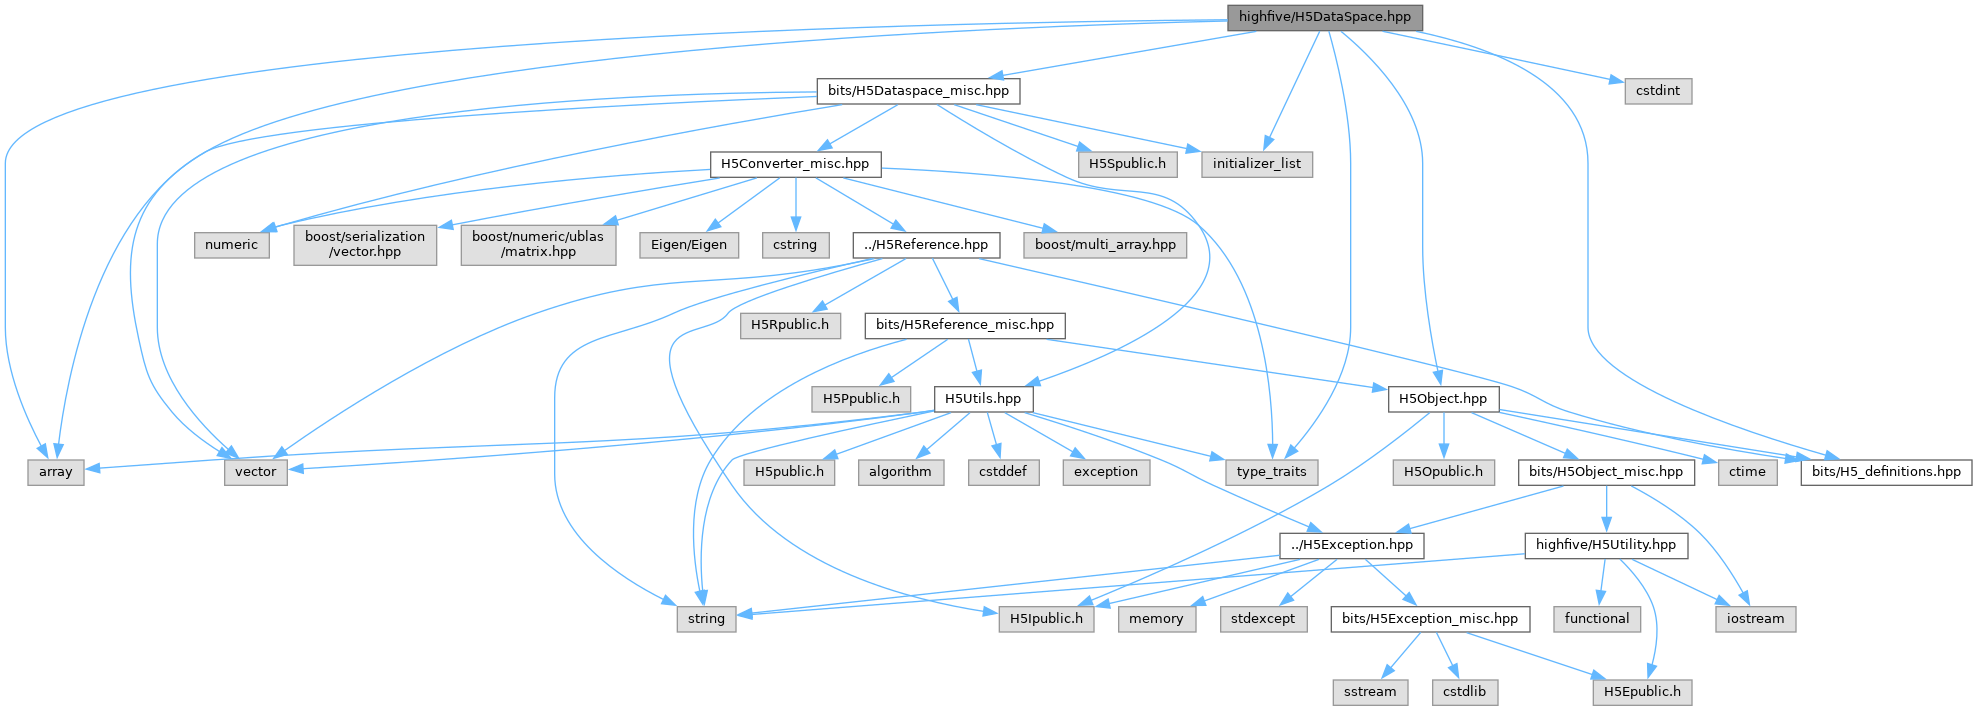 highfive/H5DataSpace.hpp
bits/H5Dataspace_misc.hpp
cstdint
H5Converter_misc.hpp
H5Spublic.h
initializer_list
numeric
boost/serialization
/vector.hpp
boost/numeric/ublas
/matrix.hpp
Eigen/Eigen
cstring
../H5Reference.hpp
boost/multi_array.hpp
H5Rpublic.h
bits/H5Reference_misc.hpp
H5Ppublic.h
H5Utils.hpp
H5Object.hpp
array
vector
H5public.h
algorithm
cstddef
exception
type_traits
H5Opublic.h
bits/H5Object_misc.hpp
ctime
bits/H5_definitions.hpp
../H5Exception.hpp
highfive/H5Utility.hpp
string
H5Ipublic.h
memory
stdexcept
bits/H5Exception_misc.hpp
functional
iostream
sstream
cstdlib
H5Epublic.h